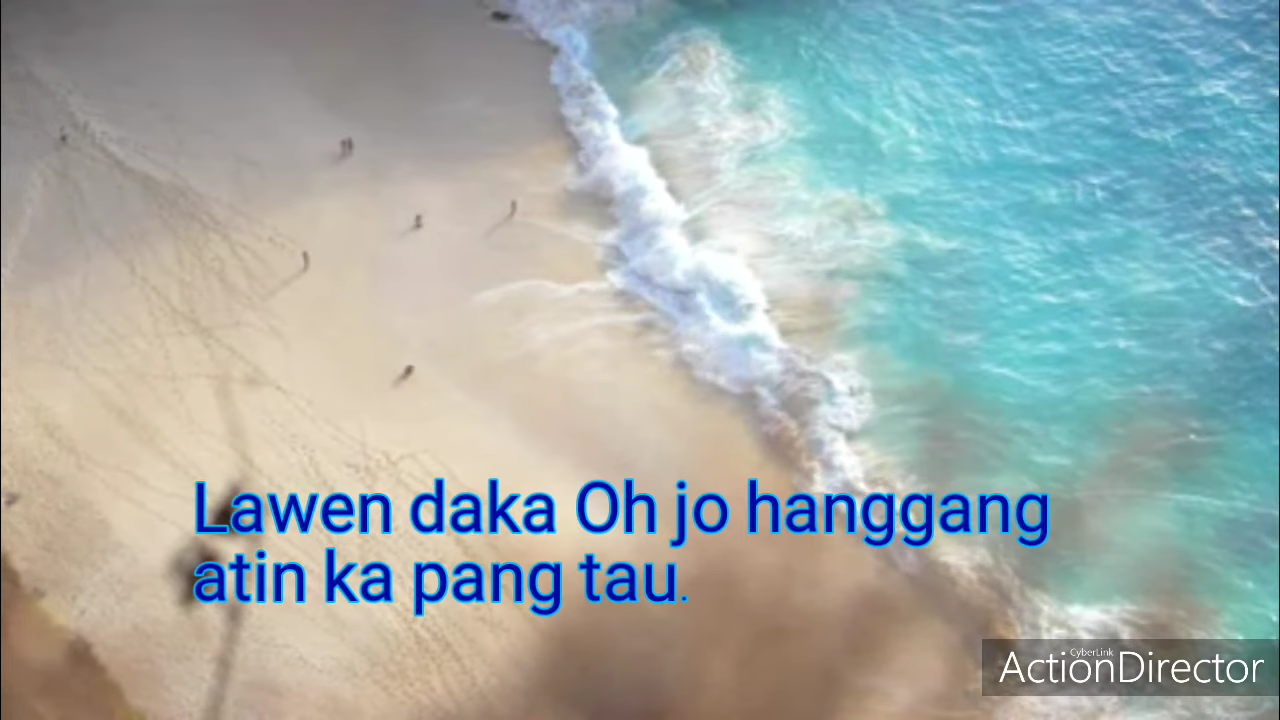 Lawen daka Oh jo hanggang
atin ka pang tau.
CyberLink
ActionDirector